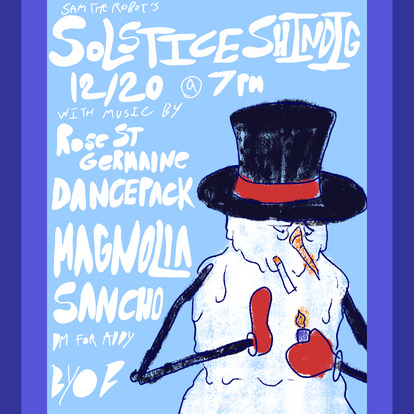 SAM THE ROBOT'S
SOLSTICE SHINDIG
12/20 @ 7PM
WITH MUSIC BY
ROSE ST
GERMAINE
DANCEPACK
MAGNOLIA
SANCHO
DM FOR ADDY
BYOE